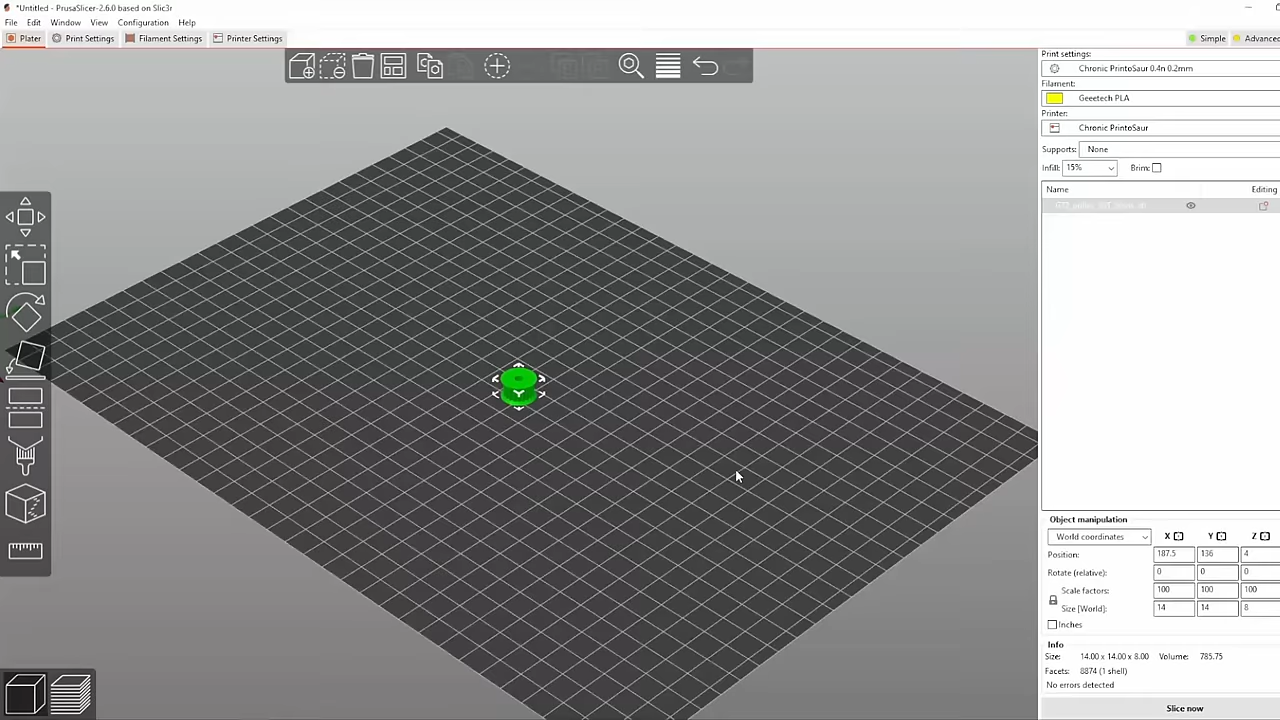 *Untitled - PrusaSlicer-2.6.0 based on Slic3r
File Edit Window View Configuration Help
Plater Print Settings Filament Settings Printer Settings Simple Advanced
Print settings:
Chronic PrintoSaur 0.4n 0.2mm
Filament:
Geeetech PLA
Printer:
Chronic PrintoSaur
Supports: None
Infill: 15% Brim:
Name Editing
Object manipulation
World coordinates X Y Z
Position: 187.5 136 4
Rotate (relative): 0 0 0
Scale factors: 100 100 100
Size [World]: 14 14 8
Inches
Info
Size: 14.00 x 14.00 x 8.00 Volume: 785.75
Facets: 8874 (1 shell)
No errors detected
Slice now